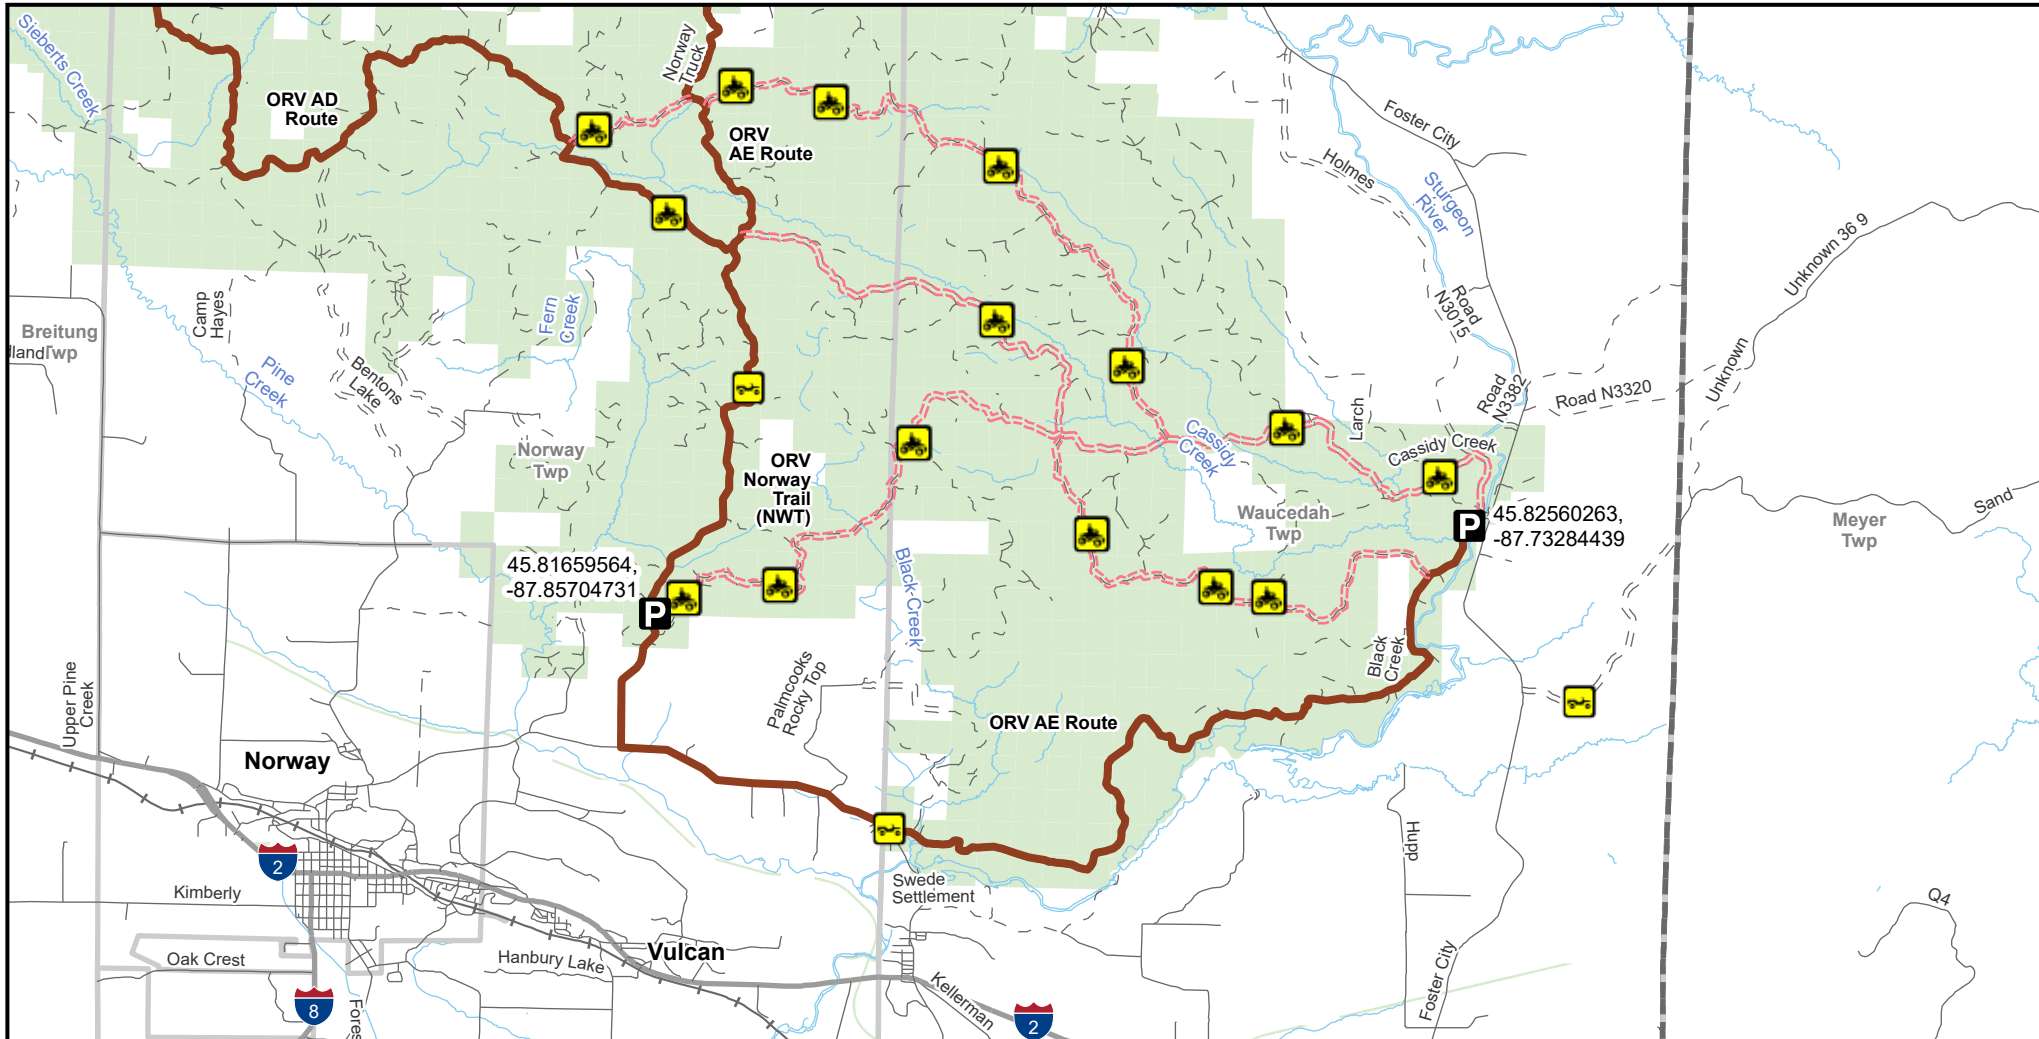 Sieberts Creek
ORV AD
Route
Norway
Truck
ORV
AE Route
Foster City
Holmes
Sturgeon
River
Unknown 36 9
Camp
Hayes
Breitung
Twp
lland
Fern
Creek
Pine
Creek
Bentons
Lake
Road
N3015
Unknown
Road
N3382
Road N3320
Larch
Norway
Twp
Cassidy
Creek
Cassidy Creek
ORV
Norway
Trail
(NWT)
Waucedah
Twp
P
45.82560263,
-87.73284439
Meyer
Twp
Sand
45.81659564,
-87.85704731
P
Black-Creek
Black
Creek
Upper Pine
Creek
Palmcooks
Rocky Top
ORV AE Route
Norway
2
Hupp
Kimberly
Swede
Settlement
Q4
Oak Crest
Hanbury Lake
Vulcan
8
Fores
Kellerman
2
Foster City